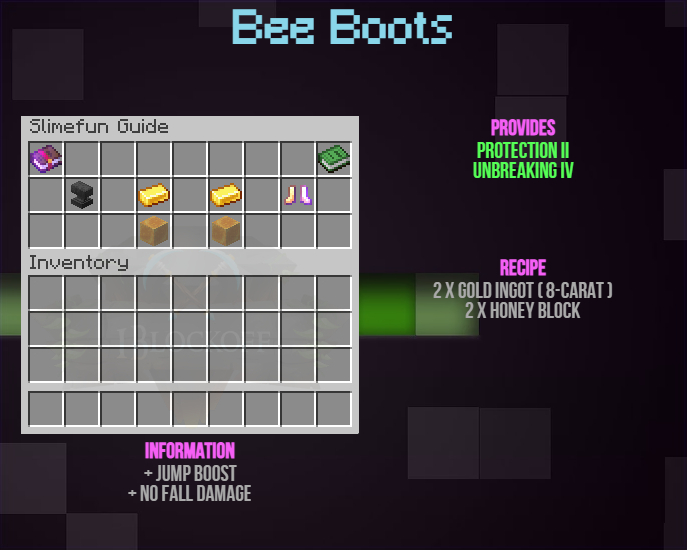 Bee Boots
Slimefun Guide
Inventory
IBLOCKOFF
INFORMATION
+ JUMP BOOST
+ NO FALL DAMAGE
PROVIDES
PROTECTION II
UNBREAKING IV
RECIPE
2 X GOLD INGOT ( 8-CARAT )
2 X HONEY BLOCK